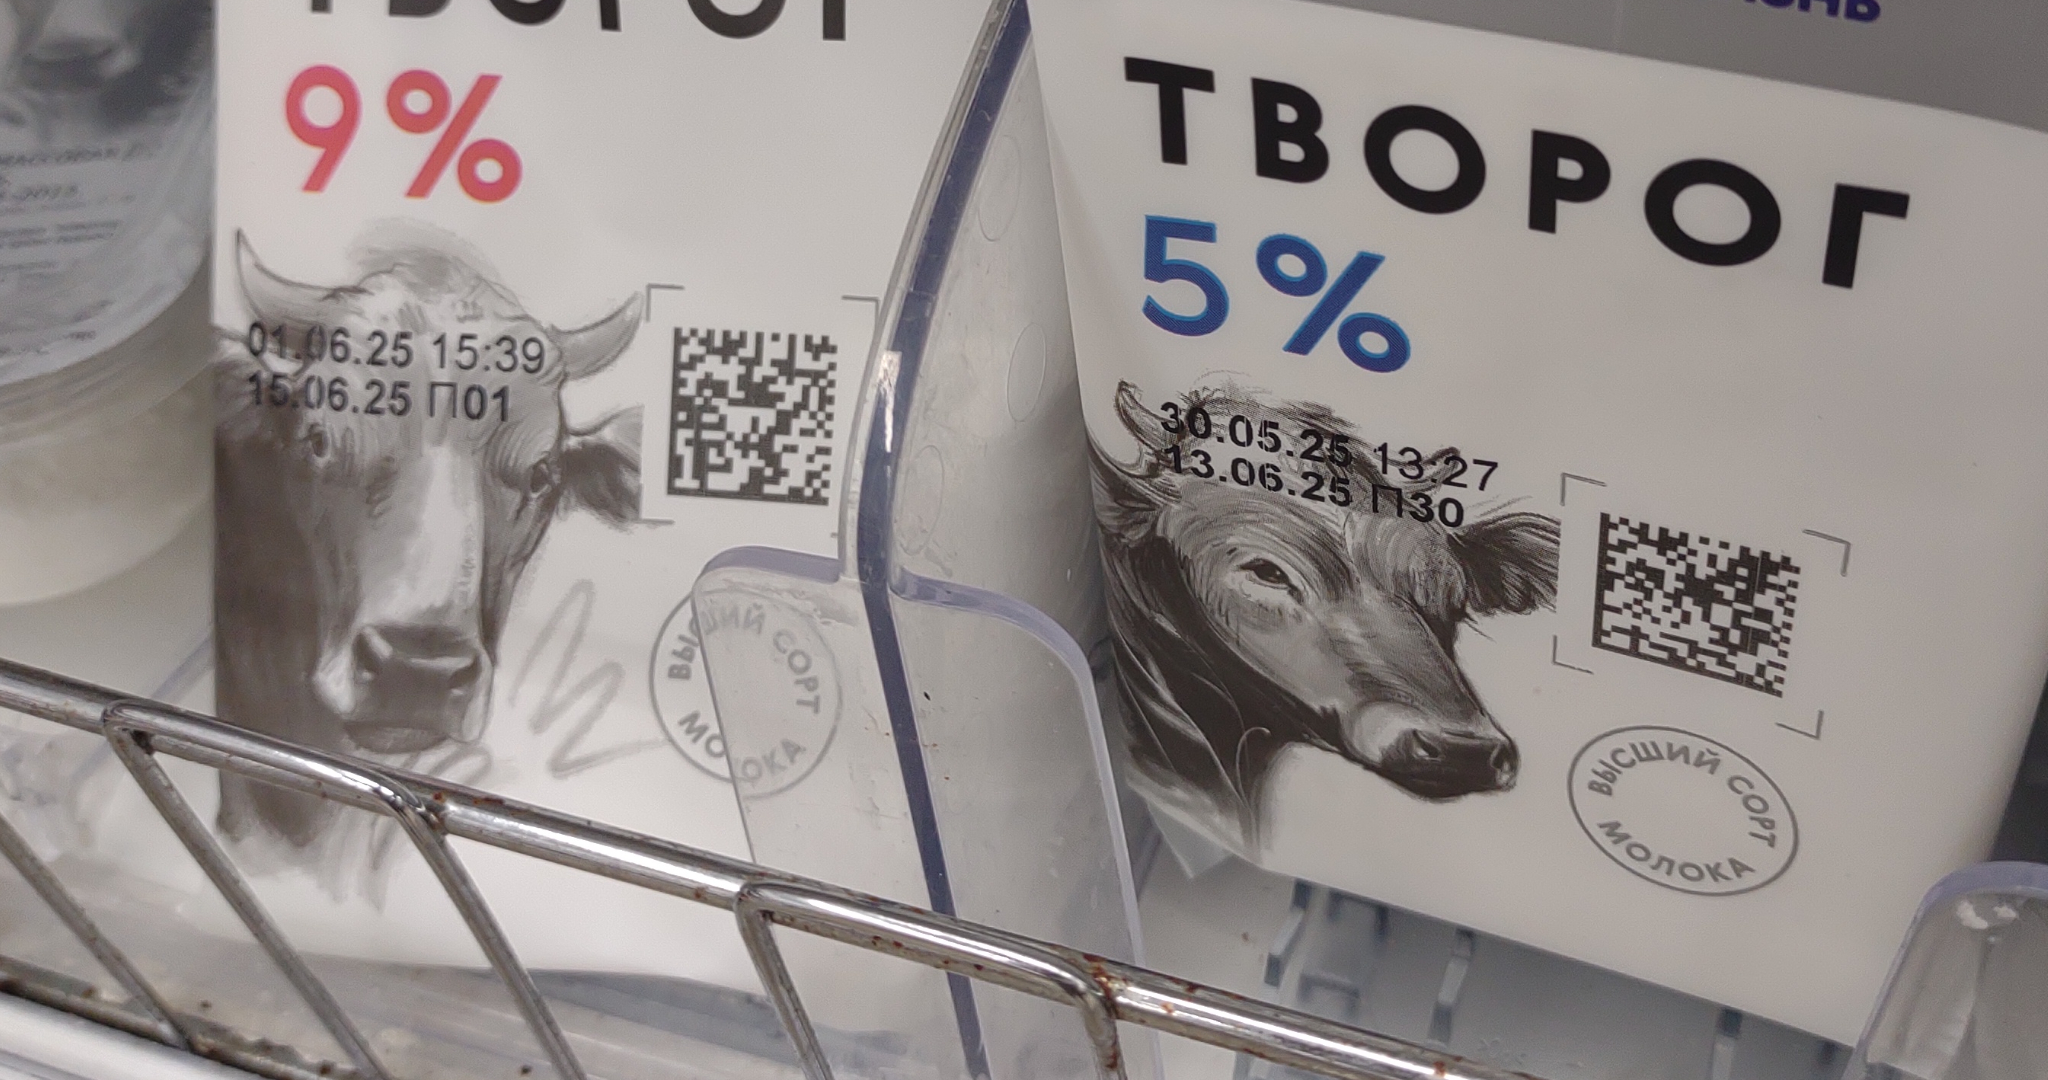 ТВОРОГ
9%
01.06.25 15:39
15.06.25 П01
ВЫСШИЙ СОРТ
МОЛОКА
ТВОРОГ
5%
30.05.25 13:27
13.06.25 П30
ВЫСШИЙ СОРТ
МОЛОКА